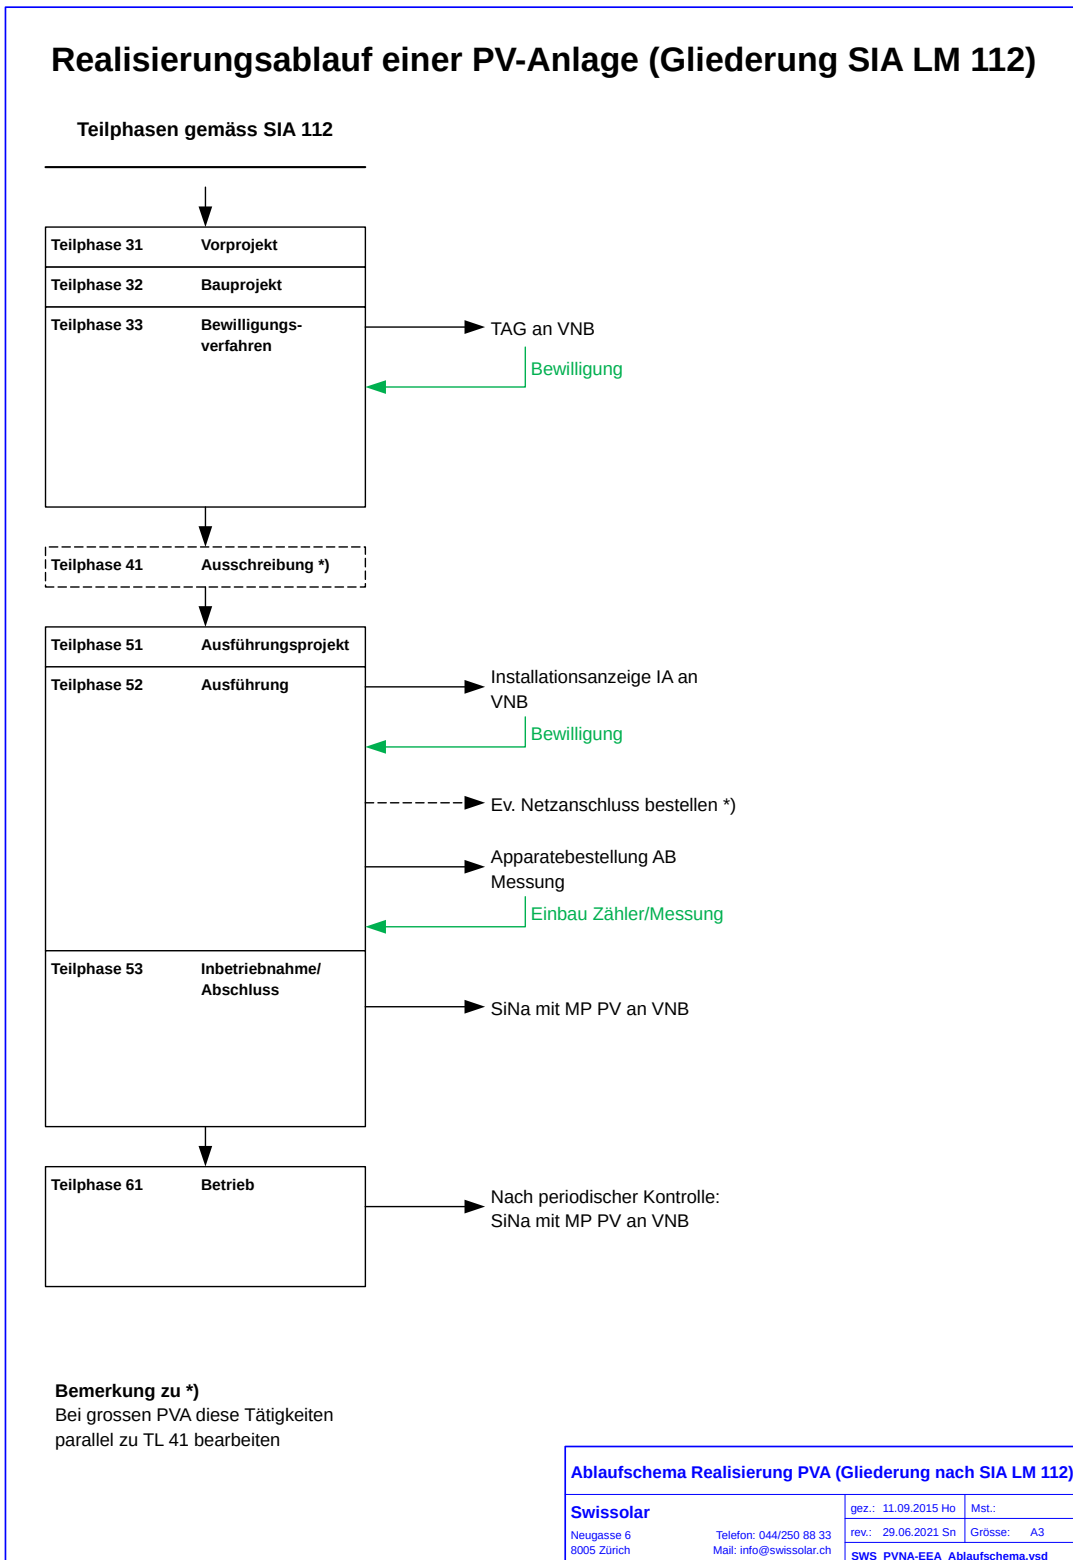 Realisierungsablauf einer PV-Anlage (Gliederung SIA LM 112)
Teilphasen gemäss SIA 112
Teilphase 31 Vorprojekt
Teilphase 32 Bauprojekt
Teilphase 33 Bewilligungs-
verfahren
TAG an VNB
Bewilligung
Teilphase 41 Ausschreibung *)
Teilphase 51 Ausführungsprojekt
Teilphase 52 Ausführung
Installationsanzeige IA an
VNB
Bewilligung
Ev. Netzanschluss bestellen *)
Apparatebestellung AB
Messung
Einbau Zähler/Messung
Teilphase 53 Inbetriebnahme/
Abschluss
SiNa mit MP PV an VNB
Teilphase 61 Betrieb
Nach periodischer Kontrolle:
SiNa mit MP PV an VNB
Bemerkung zu *)
Bei grossen PVA diese Tätigkeiten
parallel zu TL 41 bearbeiten
Ablaufschema Realisierung PVA (Gliederung nach SIA LM 112)
Swissolar
Neugasse 6 Telefon: 044/250 88 33
8005 Zürich Mail: info@swissolar.ch
gez.: 11.09.2015 Ho Mst.:
rev.: 29.06.2021 Sn Grösse: A3
SWS_PVNA-EEA_Ablaufschema.vsd